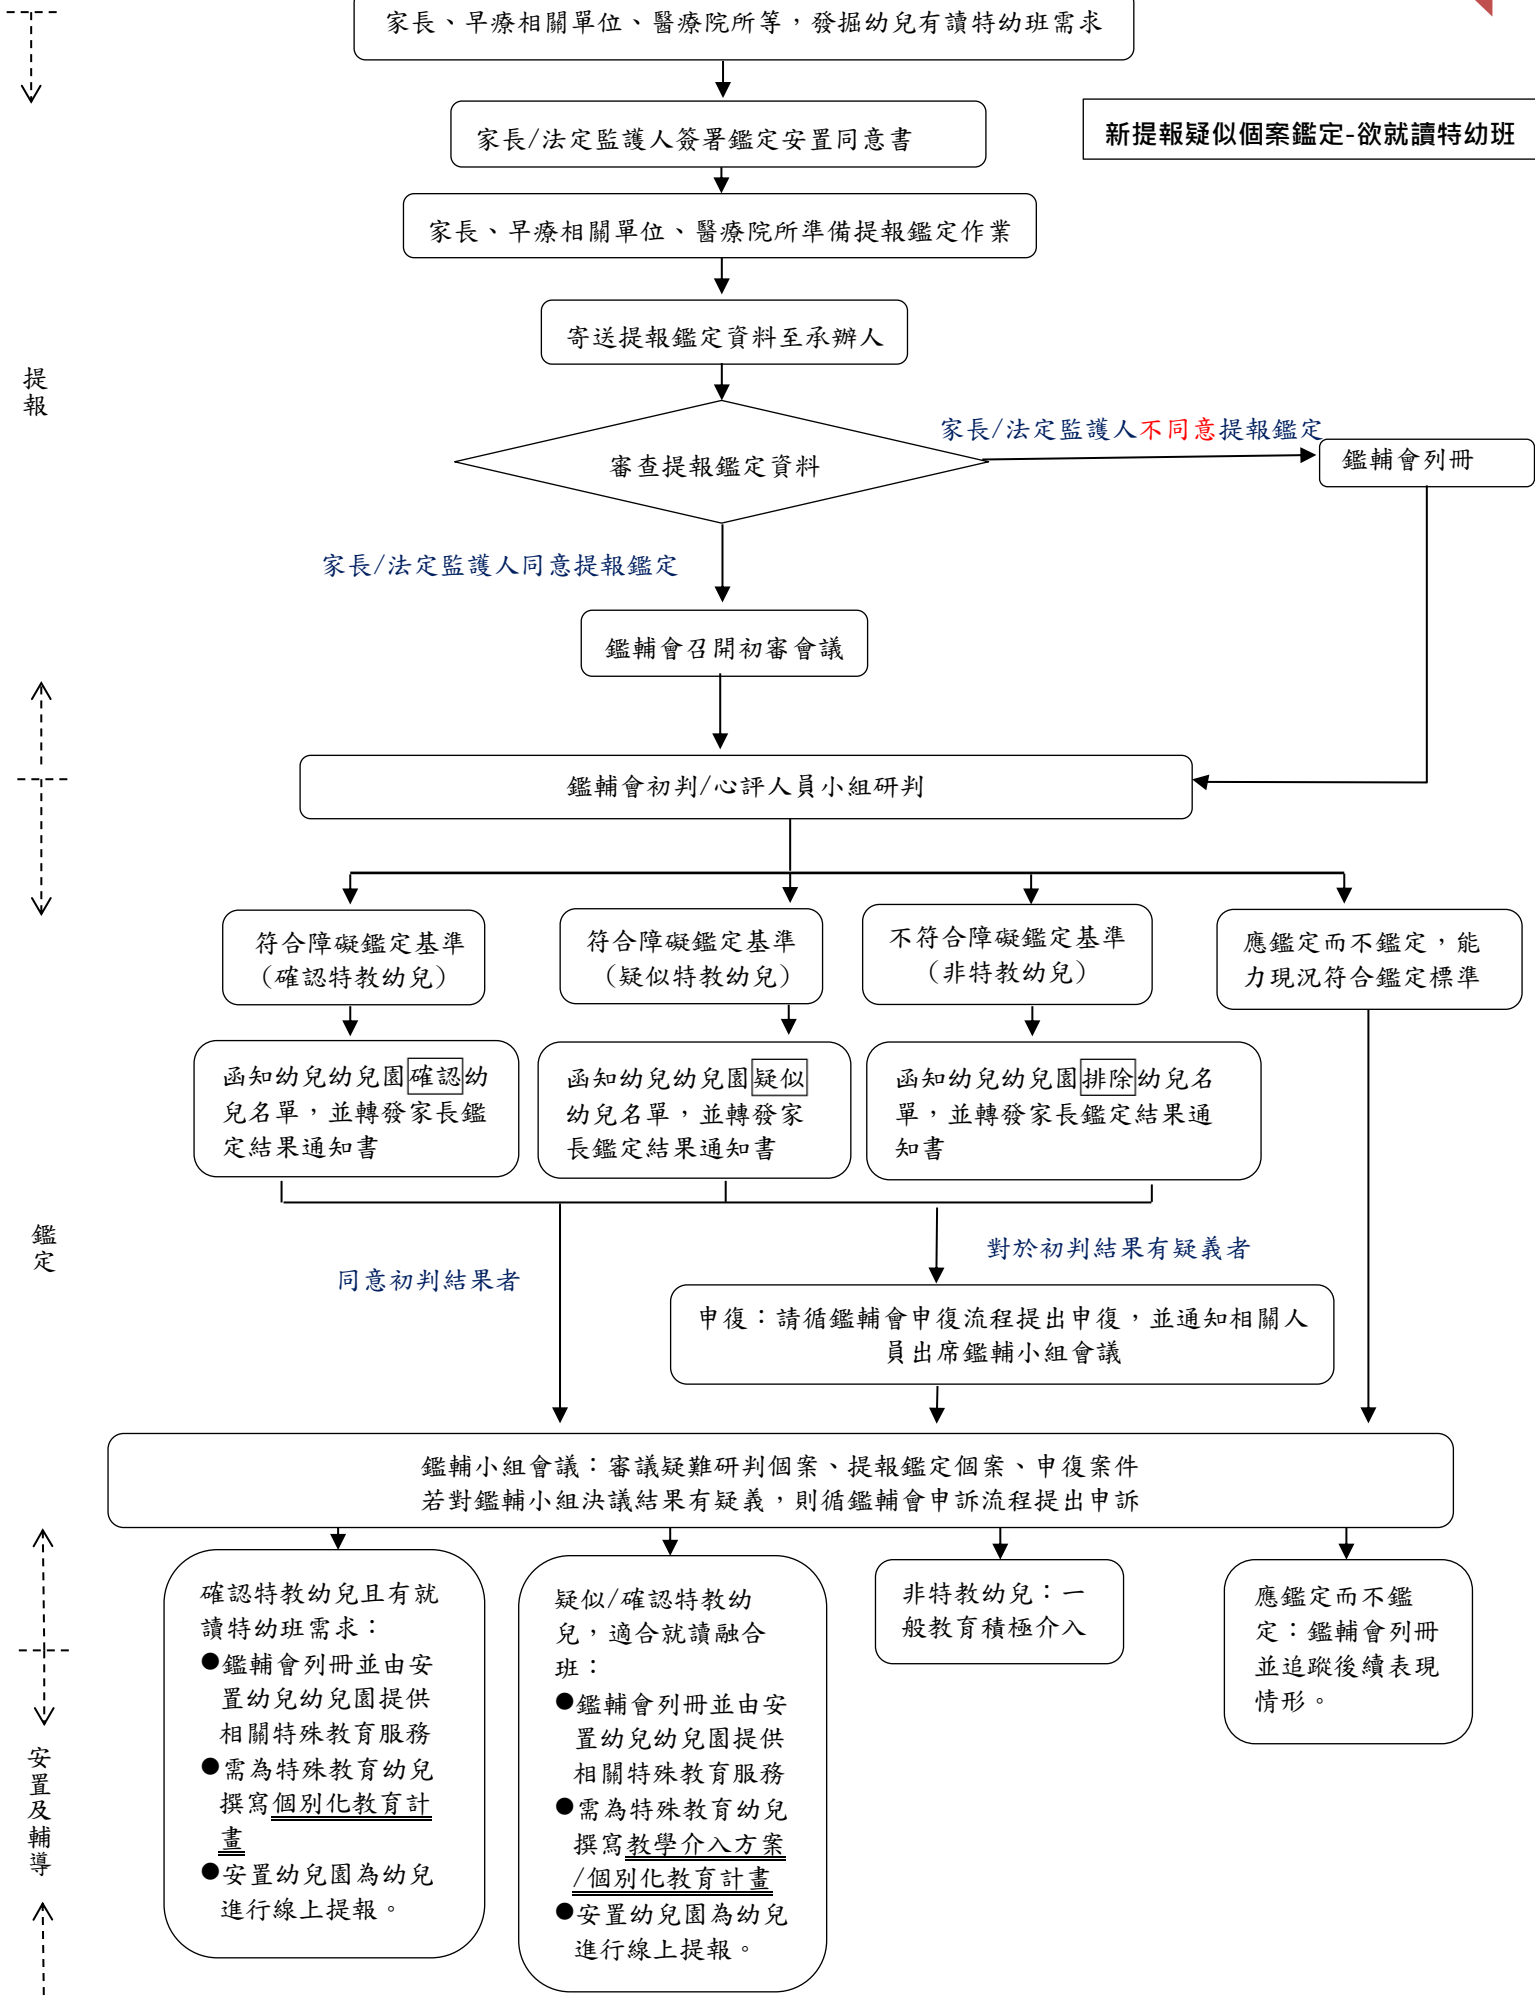 家長、早療相關單位、醫療院所等，發掘幼兒有讀特幼班需求
家長/法定監護人簽署鑑定安置同意書
新提報疑似個案鑑定-欲就讀特幼班
家長、早療相關單位、醫療院所準備提報鑑定作業
寄送提報鑑定資料至承辦人
提
報
審查提報鑑定資料
家長/法定監護人不同意提報鑑定
鑑輔會列冊
家長/法定監護人同意提報鑑定
鑑輔會召開初審會議
鑑輔會初判/心評人員小組研判
符合障礙鑑定基準
（確認特教幼兒）
符合障礙鑑定基準
（疑似特教幼兒）
不符合障礙鑑定基準
（非特教幼兒）
應鑑定而不鑑定，能
力現況符合鑑定標準
函知幼兒幼兒園確認幼
兒名單，並轉發家長鑑
定結果通知書
函知幼兒幼兒園疑似
幼兒名單，並轉發家
長鑑定結果通知書
函知幼兒幼兒園排除幼兒名
單，並轉發家長鑑定結果通
知書
鑑
定
同意初判結果者
對於初判結果有疑義者
申復：請循鑑輔會申復流程提出申復，並通知相關人
員出席鑑輔小組會議
鑑輔小組會議：審議疑難研判個案、提報鑑定個案、申復案件
若對鑑輔小組決議結果有疑義，則循鑑輔會申訴流程提出申訴
安
置
及
輔
導
確認特教幼兒且有就
讀特幼班需求：
●鑑輔會列冊並由安
置幼兒幼兒園提供
相關特殊教育服務
●需為特殊教育幼兒
撰寫個別化教育計
畫
●安置幼兒園為幼兒
進行線上提報。
疑似/確認特教幼
兒，適合就讀融合
班：
●鑑輔會列冊並由安
置幼兒幼兒園提供
相關特殊教育服務
●需為特殊教育幼兒
撰寫教學介入方案
/個別化教育計畫
●安置幼兒園為幼兒
進行線上提報。
非特教幼兒：一
般教育積極介入
應鑑定而不鑑
定：鑑輔會列冊
並追蹤後續表現
情形。